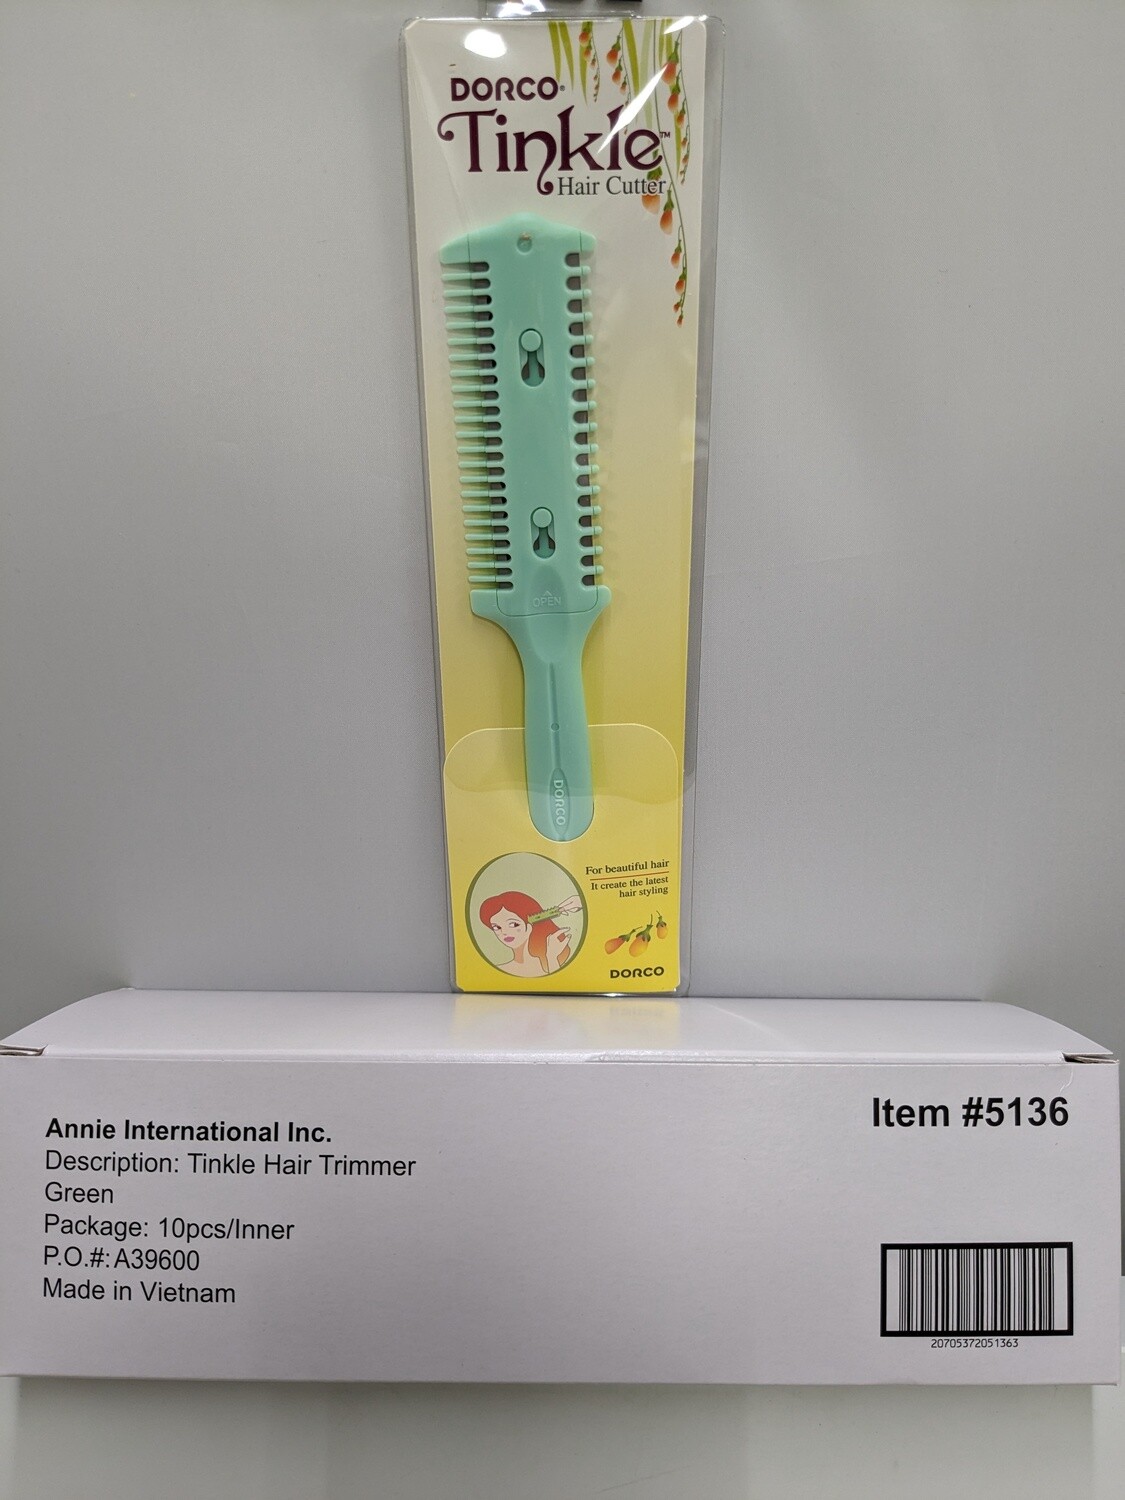 DORCO®
Tinkle™
Hair Cutter
OPEN
DORCO
For beautiful hair
It create the latest
hair styling
DORCO
Item #5136
Annie International Inc.
Description: Tinkle Hair Trimmer
Green
Package: 10pcs/Inner
P.O.#: A39600
Made in Vietnam
20705372051363